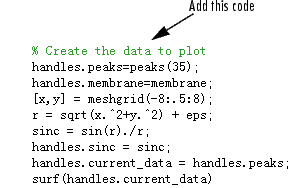 Add this code
% Create the data to plot
handles.peaks=peaks(35);
handles.membrane=membrane;
[x,y] = meshgrid(-8:.5:8);
r = sqrt(x.^2+y.^2) + eps;
sinc = sin(r)./r;
handles.sinc = sinc;
handles.current_data = handles.peaks;
surf(handles.current_data)